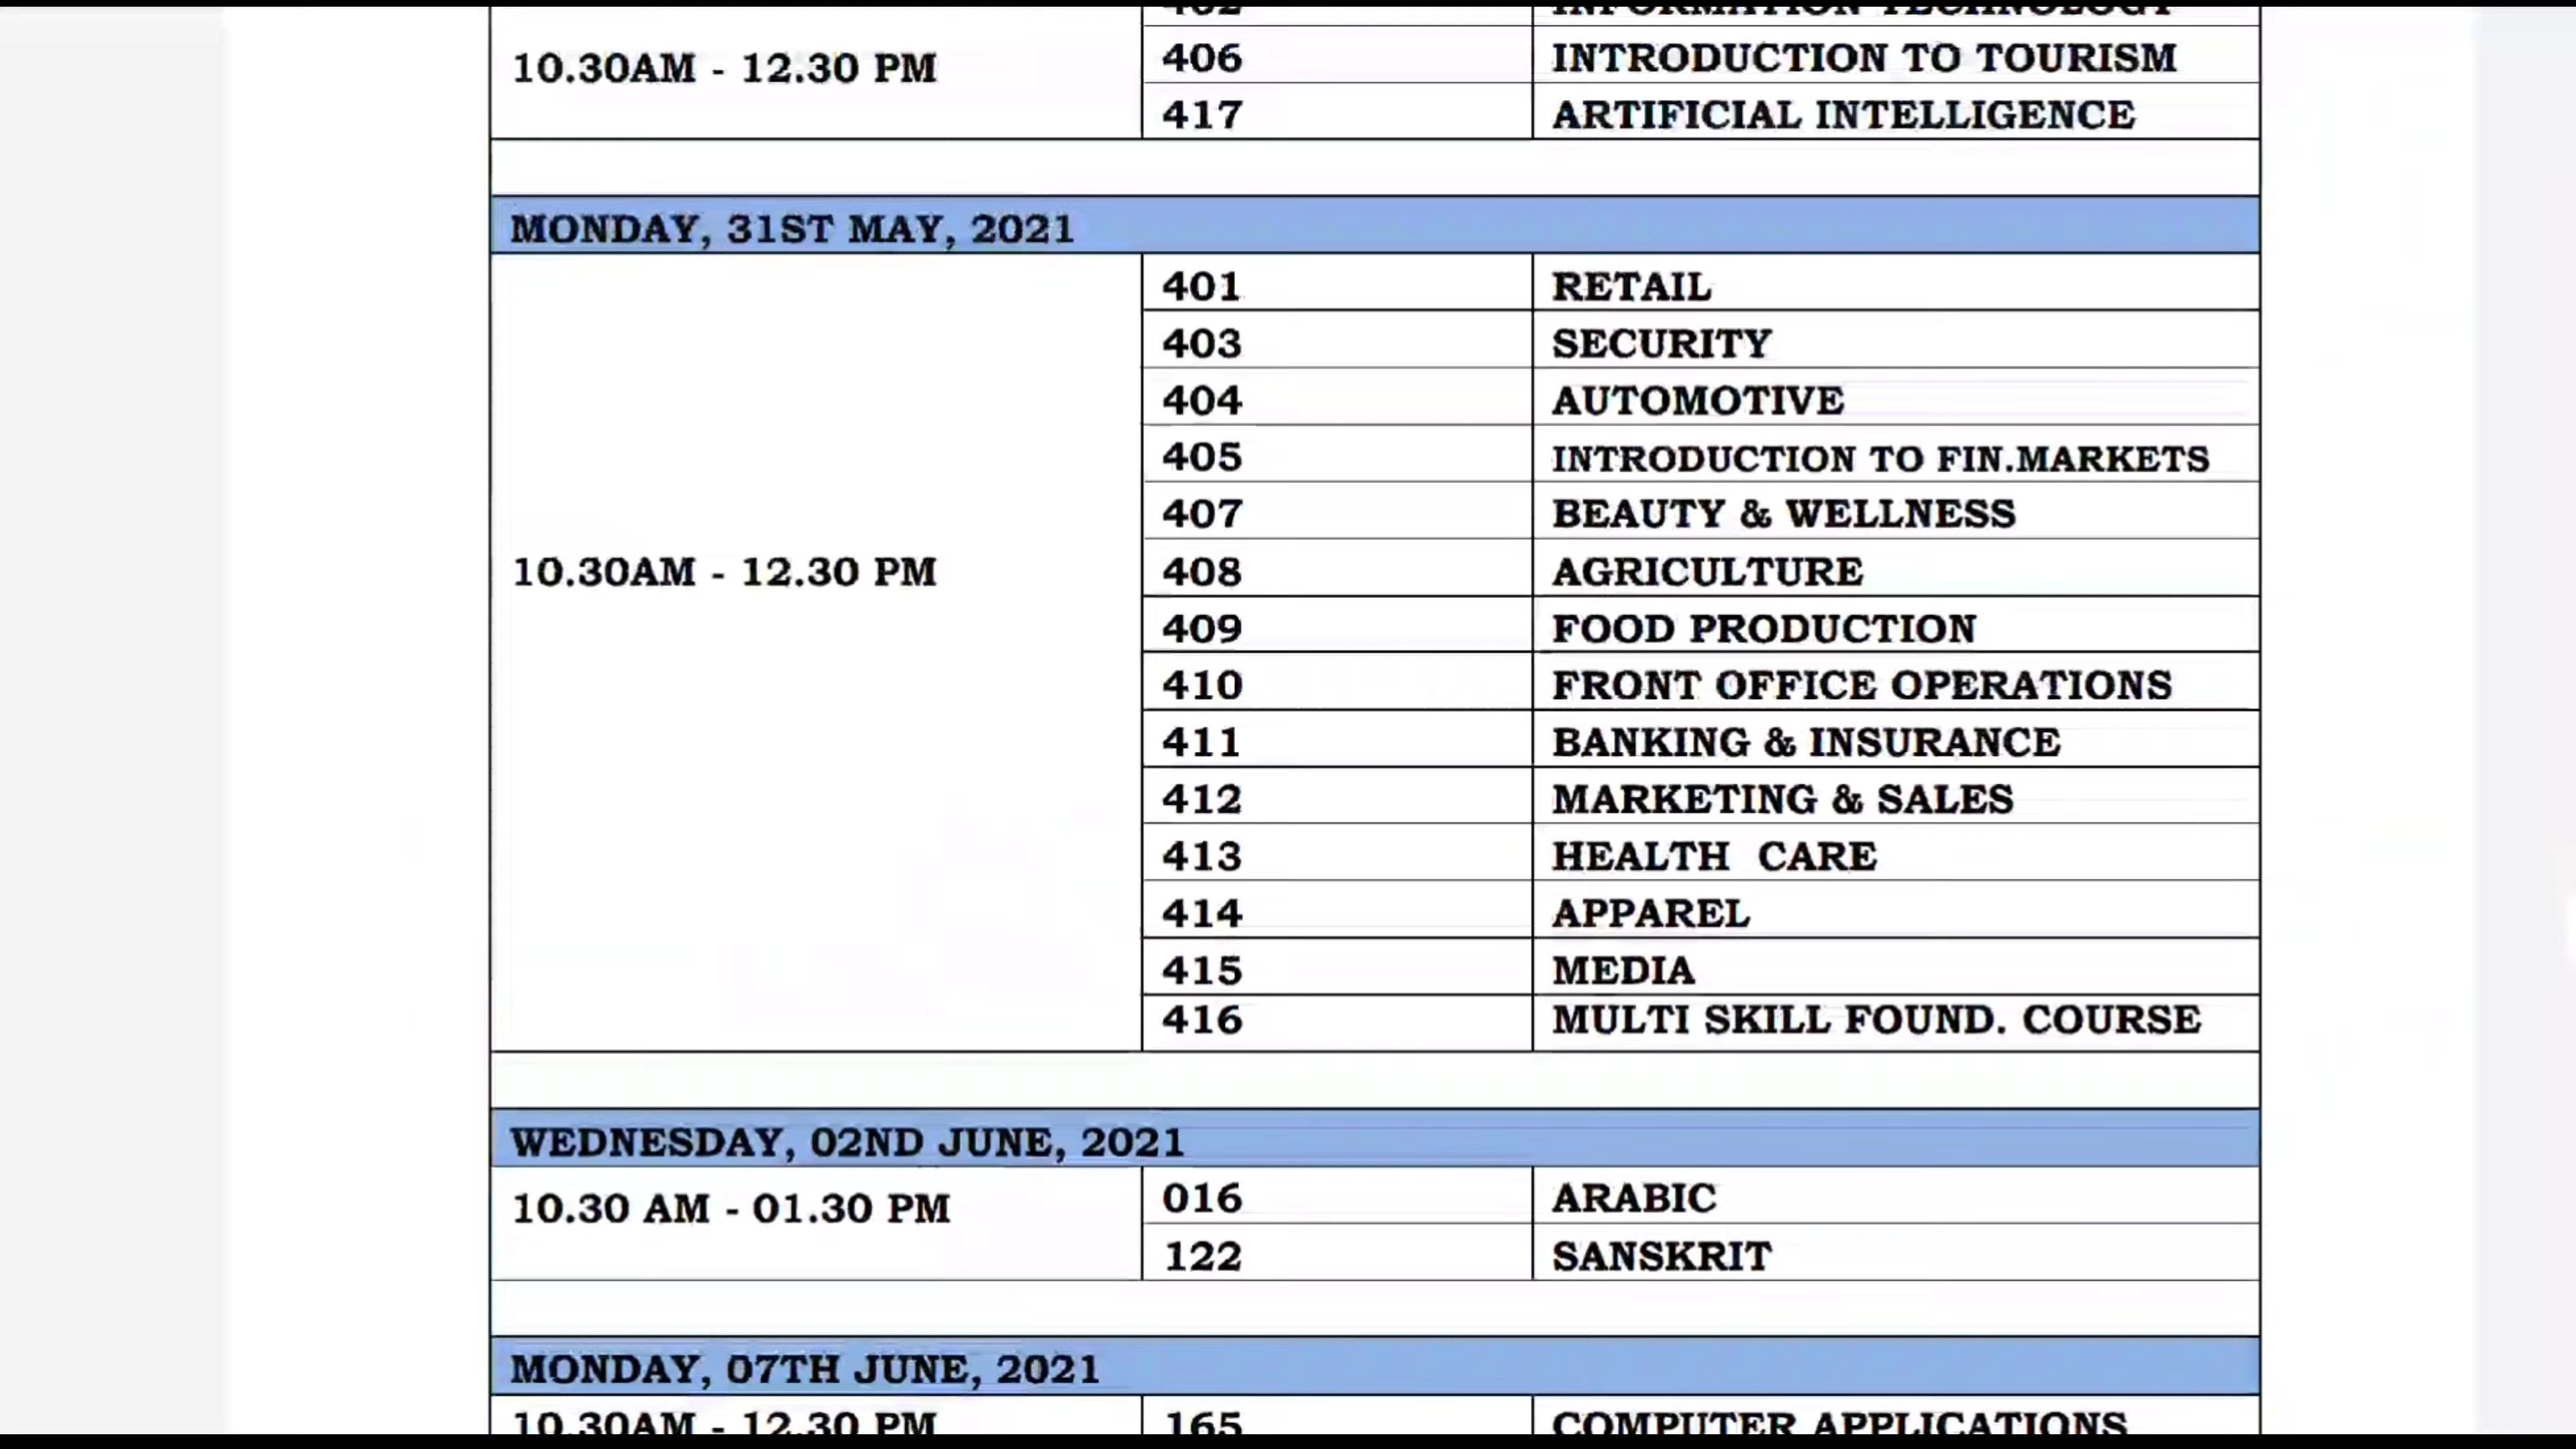 402 INFORMATION TECHNOLOGY
10.30AM - 12.30 PM
406 INTRODUCTION TO TOURISM
417 ARTIFICIAL INTELLIGENCE
MONDAY, 31ST MAY, 2021
401 RETAIL
403 SECURITY
404 AUTOMOTIVE
405 INTRODUCTION TO FIN.MARKETS
407 BEAUTY & WELLNESS
10.30AM - 12.30 PM
408 AGRICULTURE
409 FOOD PRODUCTION
410 FRONT OFFICE OPERATIONS
411 BANKING & INSURANCE
412 MARKETING & SALES
413 HEALTH CARE
414 APPAREL
415 MEDIA
416 MULTI SKILL FOUND. COURSE
WEDNESDAY, 02ND JUNE, 2021
10.30 AM - 01.30 PM
016 ARABIC
122 SANSKRIT
MONDAY, 07TH JUNE, 2021
10.30AM - 12.30 PM
165 COMPUTER APPLICATIONS